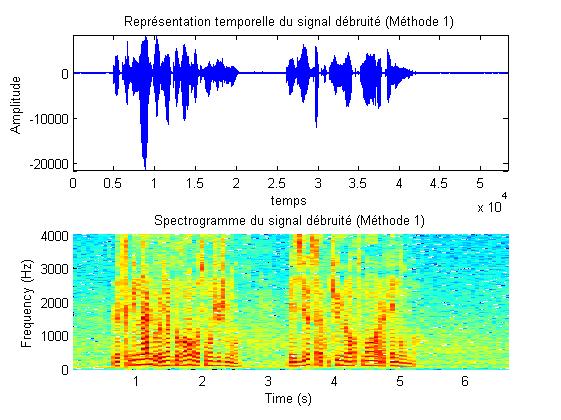 Représentation temporelle du signal débruité (Méthode 1)
Amplitude
0
-10000
-20000
0 0.5 1 1.5 2 2.5 3 3.5 4 4.5 5
temps
x 10^4
Spectrogramme du signal débruité (Méthode 1)
Frequency (Hz)
4000
3000
2000
1000
0
1 2 3 4 5 6
Time (s)